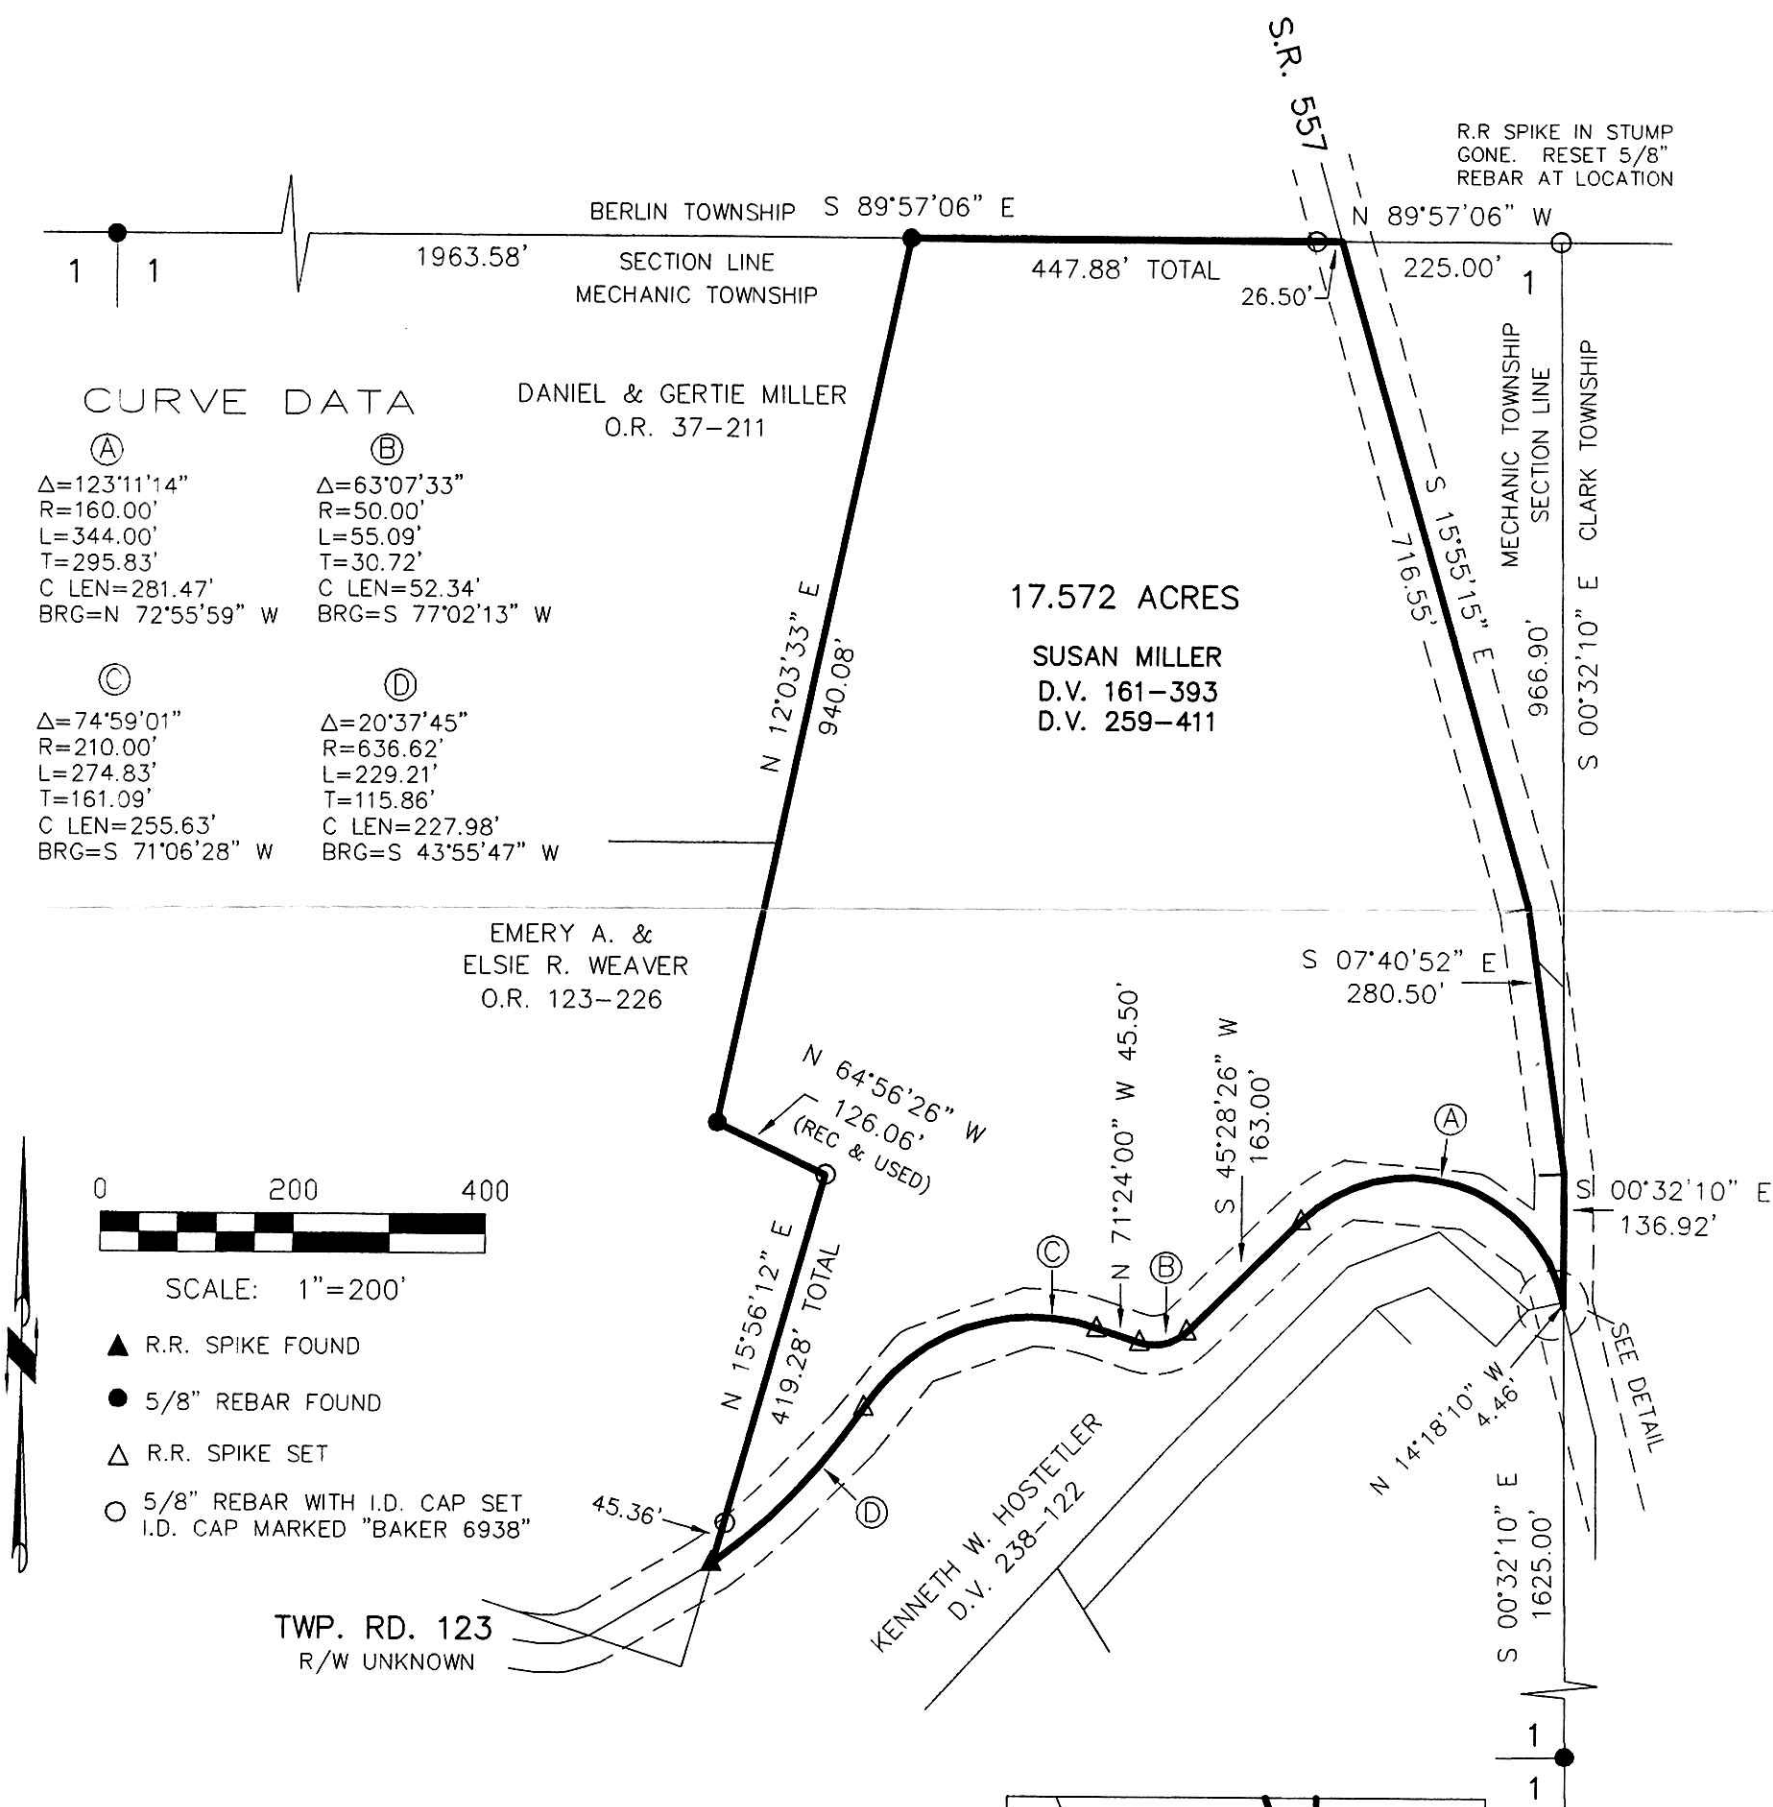 S.R. 557
R.R SPIKE IN STUMP
GONE. RESET 5/8"
REBAR AT LOCATION
BERLIN TOWNSHIP S 89°57'06" E
N 89°57'06" W
1963.58'
SECTION LINE
MECHANIC TOWNSHIP
447.88' TOTAL
26.50'
225.00'
1
1
1
MECHANIC TOWNSHIP
SECTION LINE
966.90'
CLARK TOWNSHIP
S 00°32'10" E
CURVE DATA
A
Δ=123°11'14"
R=160.00'
L=344.00'
T=295.83'
C LEN=281.47'
BRG=N 72°55'59" W
B
Δ=63°07'33"
R=50.00'
L=55.09'
T=30.72'
C LEN=52.34'
BRG=S 77°02'13" W
C
Δ=74°59'01"
R=210.00'
L=274.83'
T=161.09'
C LEN=255.63'
BRG=S 71°06'28" W
D
Δ=20°37'45"
R=636.62'
L=229.21'
T=115.86'
C LEN=227.98'
BRG=S 43°55'47" W
DANIEL & GERTIE MILLER
O.R. 37-211
N 12°03'33" E
940.08'
17.572 ACRES
SUSAN MILLER
D.V. 161-393
D.V. 259-411
S 15°55'15" E
716.55'
EMERY A. &
ELSIE R. WEAVER
O.R. 123-226
S 07°40'52" E
280.50'
N 64°56'26" W
126.06'
(REC & USED)
N 71°24'00" W 45.50'
S 45°28'26" W
163.00'
A
S 00°32'10" E
136.92'
C
B
N 15°56'12" E
419.28' TOTAL
0 200 400
SCALE: 1"=200'
R.R. SPIKE FOUND
5/8" REBAR FOUND
R.R. SPIKE SET
5/8" REBAR WITH I.D. CAP SET
I.D. CAP MARKED "BAKER 6938"
45.36'
D
SEE DETAIL
N 14°18'10" W
4.46'
KENNETH W. HOSTETLER
D.V. 238-122
S 00°32'10" E
1625.00'
TWP. RD. 123
R/W UNKNOWN
1
1